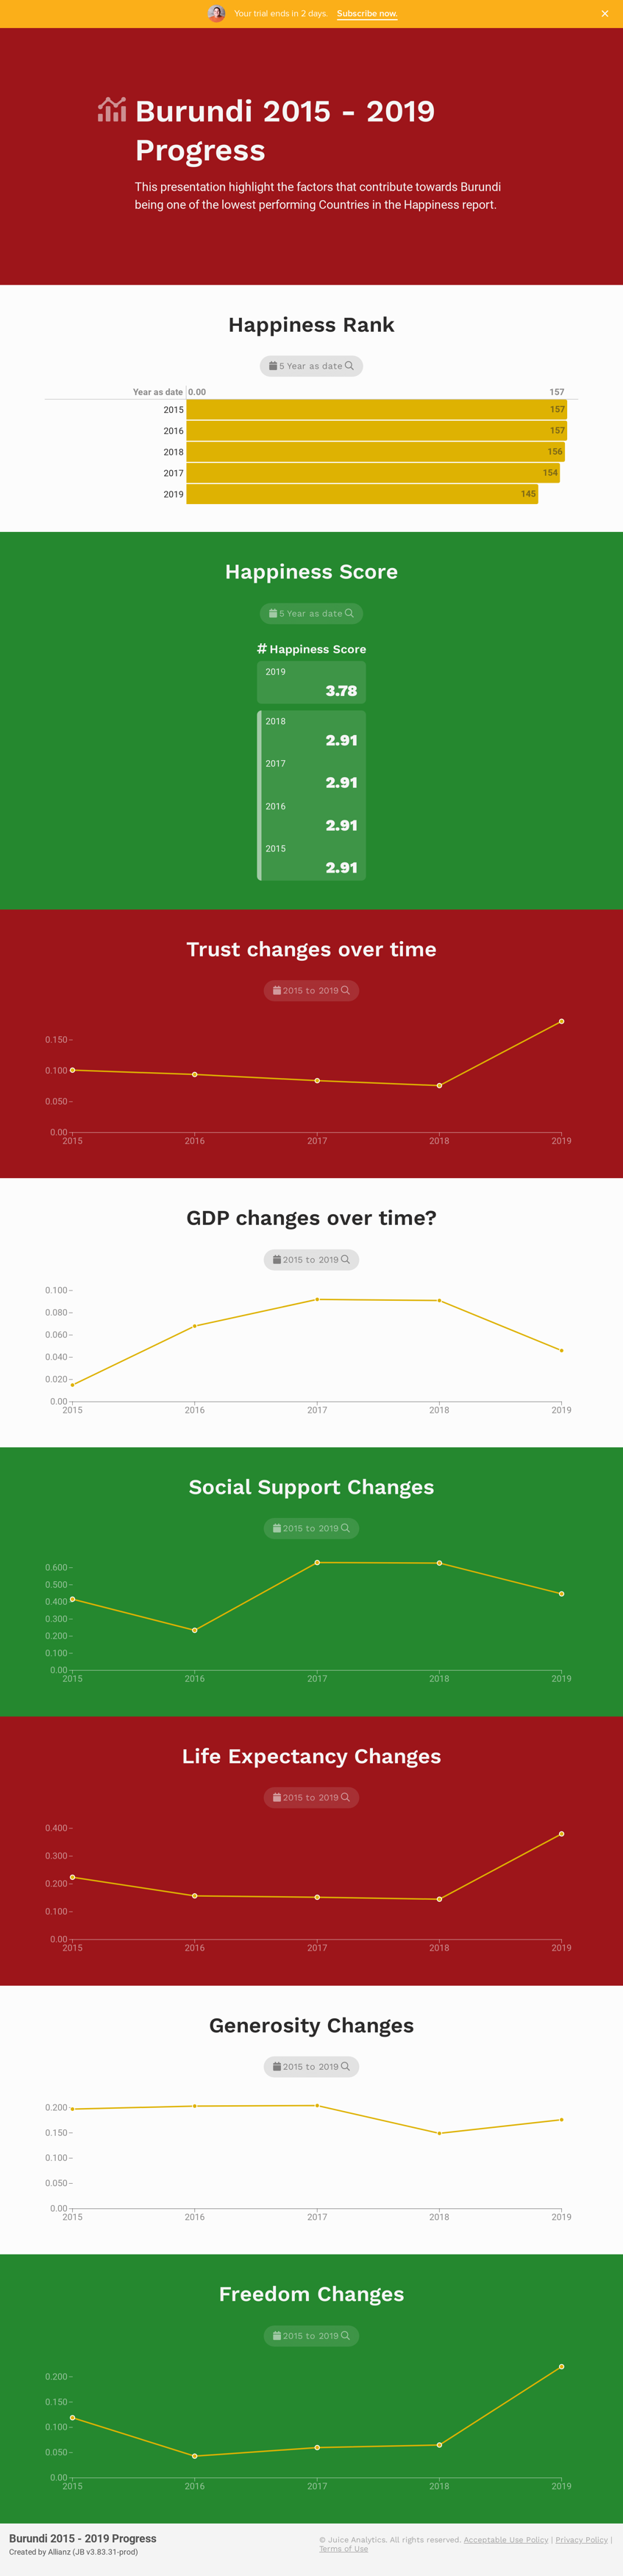 Your trial ends in 2 days. Subscribe now. ×
Burundi 2015 - 2019
Progress
This presentation highlight the factors that contribute towards Burundi
being one of the lowest performing Countries in the Happiness report.
Happiness Rank
5 Year as date
Year as date 0.00 157
2015 157
2016 157
2018 156
2017 154
2019 145
Happiness Score
5 Year as date
# Happiness Score
2019
3.78
2018
2.91
2017
2.91
2016
2.91
2015
2.91
Trust changes over time
2015 to 2019
0.150
0.100
0.050
0.00
2015 2016 2017 2018 2019
GDP changes over time?
2015 to 2019
0.100
0.080
0.060
0.040
0.020
0.00
2015 2016 2017 2018 2019
Social Support Changes
2015 to 2019
0.600
0.500
0.400
0.300
0.200
0.100
0.00
2015 2016 2017 2018 2019
Life Expectancy Changes
2015 to 2019
0.400
0.300
0.200
0.100
0.00
2015 2016 2017 2018 2019
Generosity Changes
2015 to 2019
0.200
0.150
0.100
0.050
0.00
2015 2016 2017 2018 2019
Freedom Changes
2015 to 2019
0.200
0.150
0.100
0.050
0.00
2015 2016 2017 2018 2019
Burundi 2015 - 2019 Progress
Created by Allianz (JB v3.83.31-prod)
© Juice Analytics. All rights reserved. Acceptable Use Policy | Privacy Policy |
Terms of Use